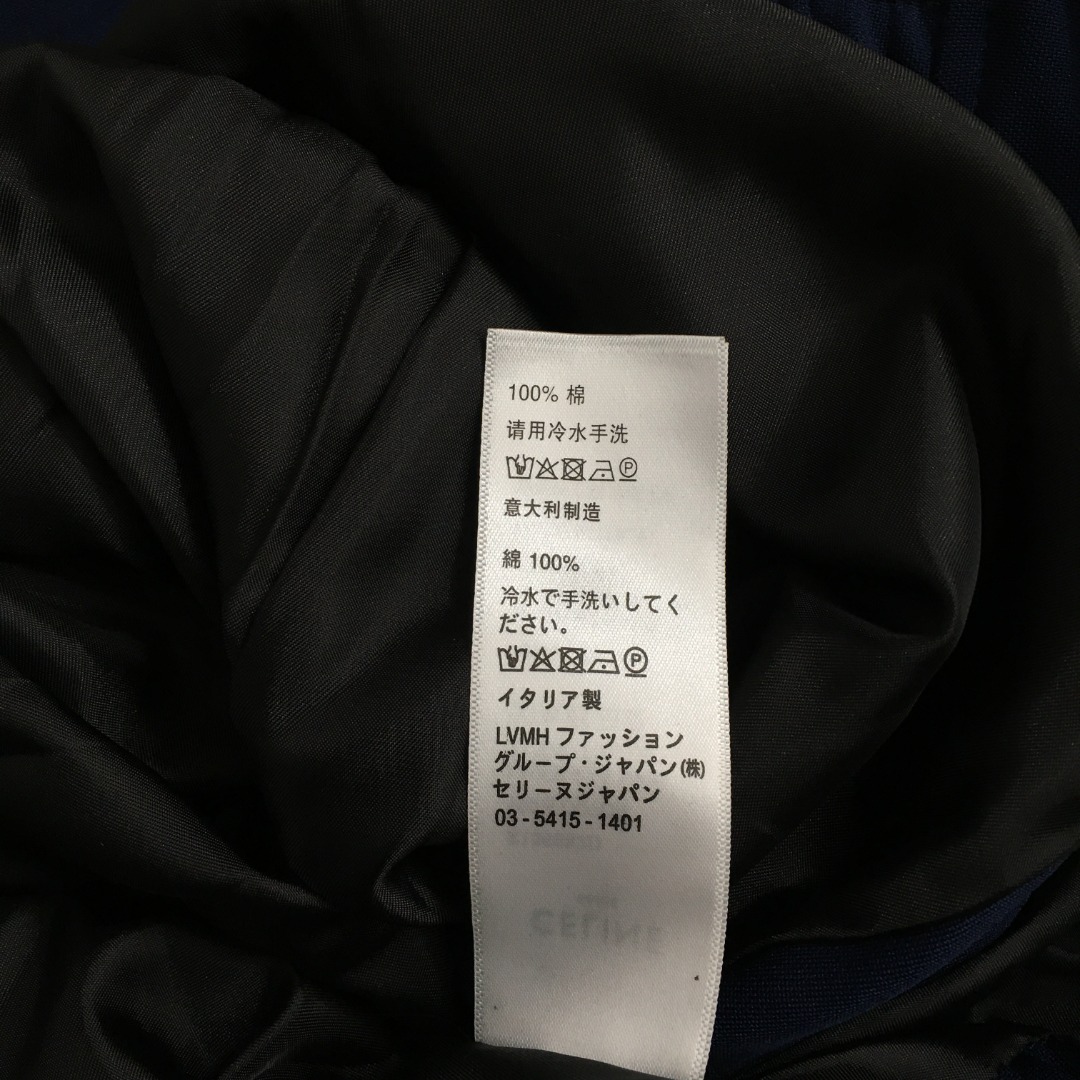 100% 棉
请用冷水手洗
P
意大利制造
綿 100%
冷水で手洗いしてく
ださい。
P
イタリア製
LVMH ファッション
グループ・ジャパン(株)
セリーヌジャパン
03-5415-1401
CELINE